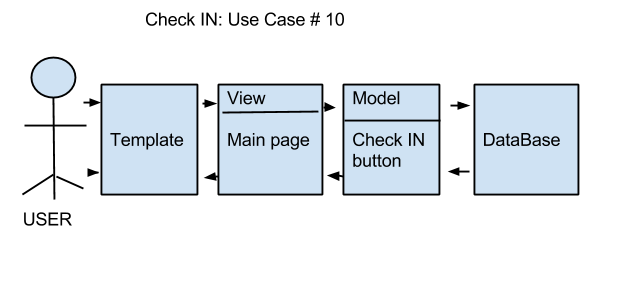 Check IN: Use Case # 10
View
Model
Template
Main page
Check IN
button
DataBase
USER